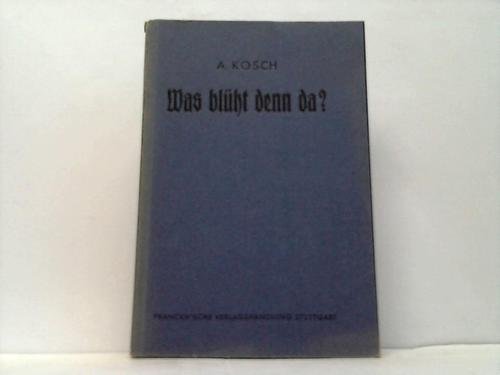 A. KOSCH
Was blüht denn da?
FRANCKH'SCHE VERLAGSHANDLUNG STUTTGART